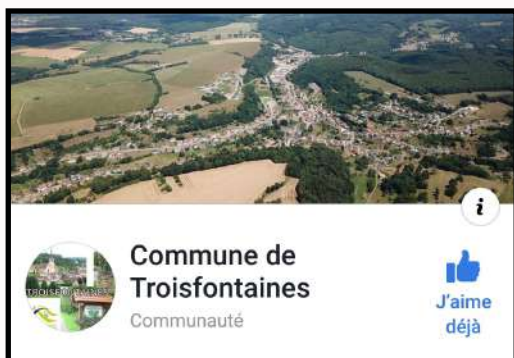 i
Commune de
Troisfontaines
Communauté
J'aime
déjà